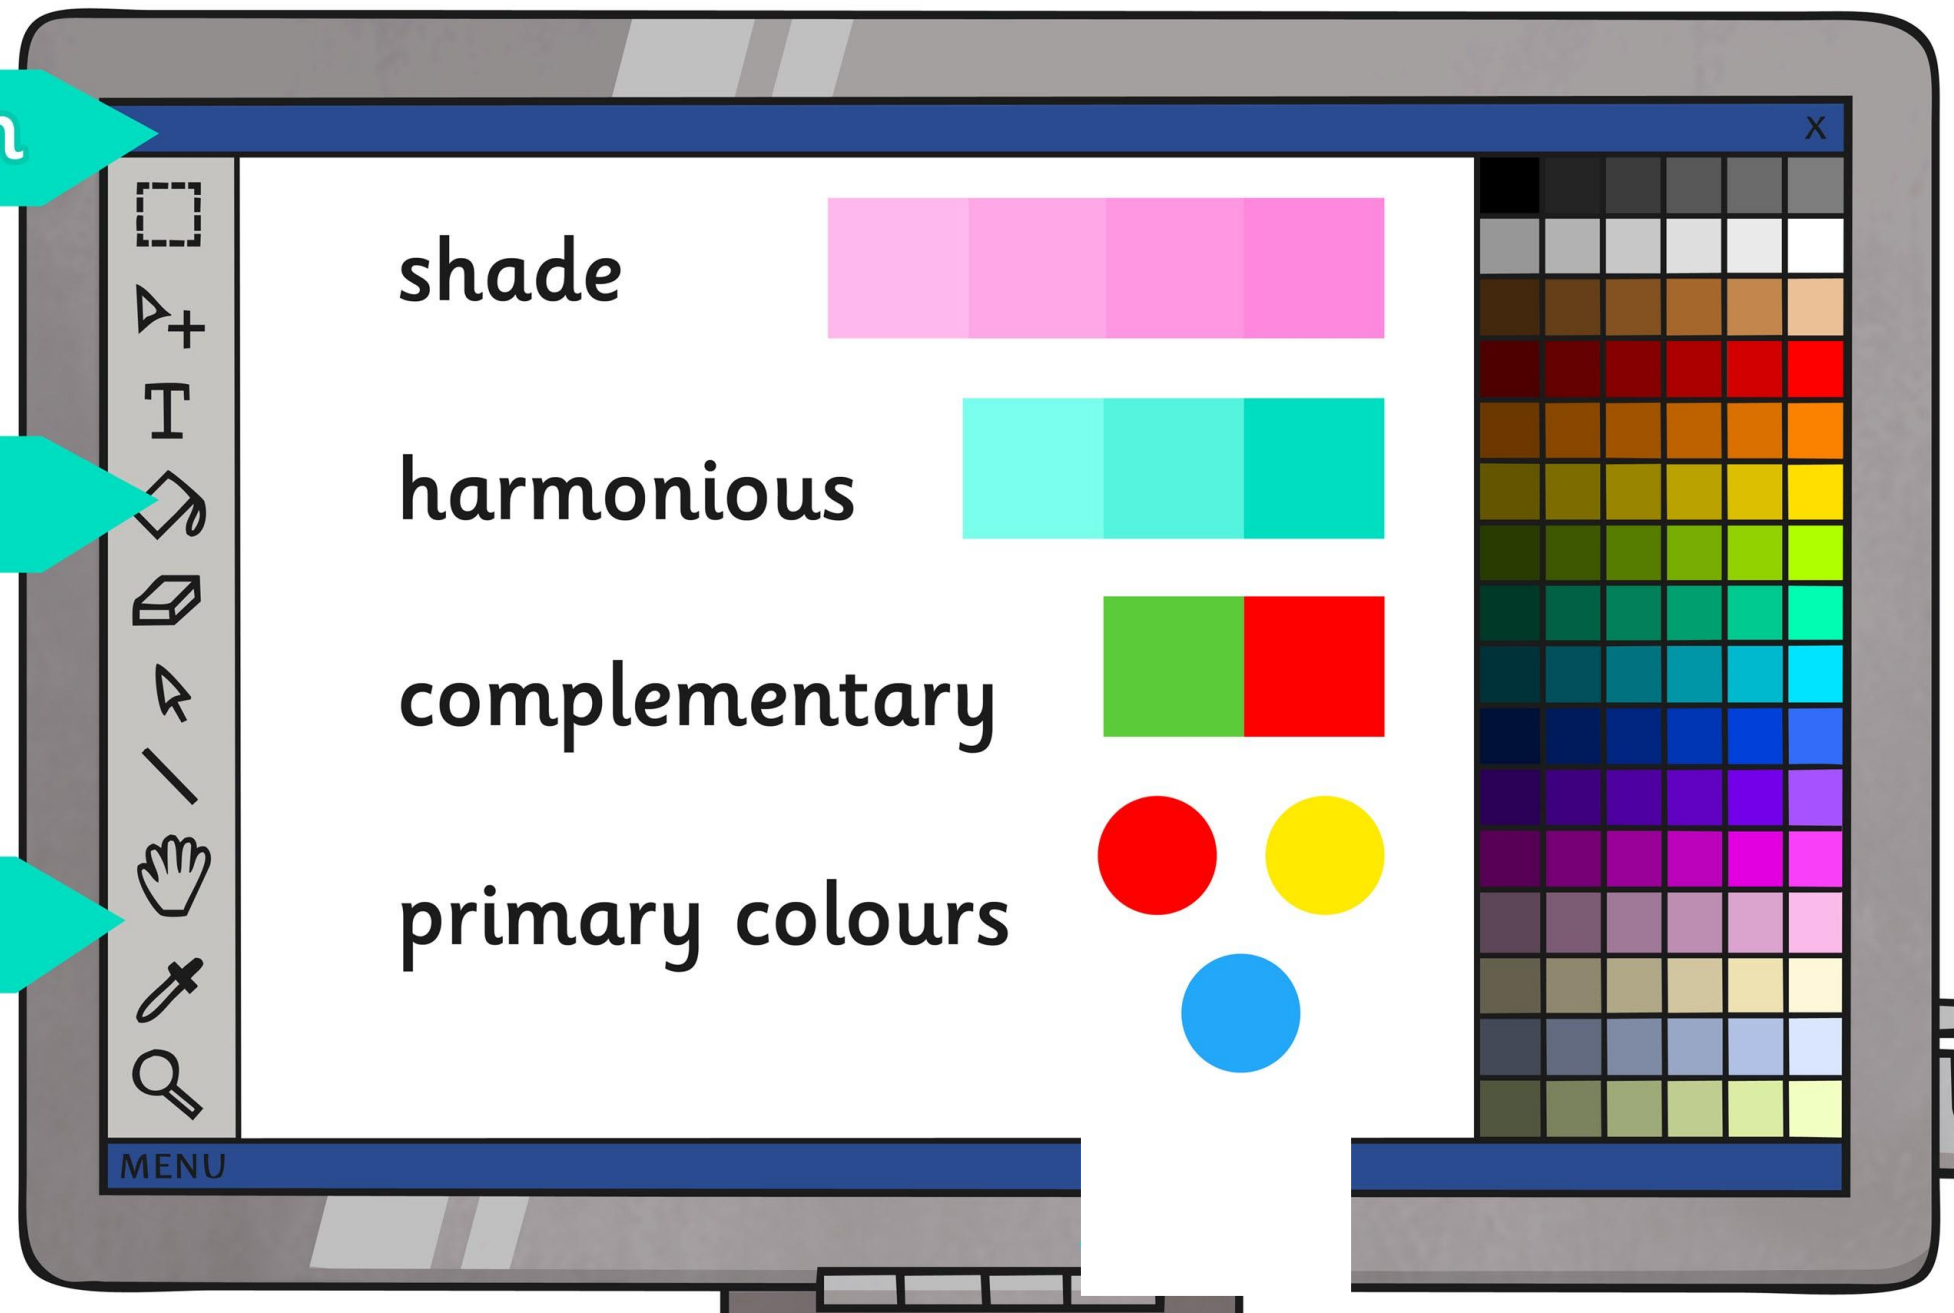 X
shade
harmonious
complementary
primary colours
MENU